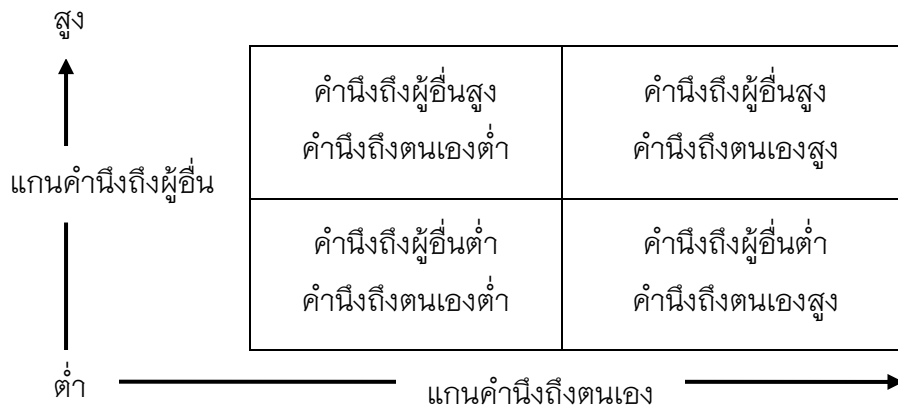 สูง
คำนึงถึงผู้อื่นสูง
คำนึงถึงตนเองต่ำ
คำนึงถึงผู้อื่นสูง
คำนึงถึงตนเองสูง
แกนคำนึงถึงผู้อื่น
คำนึงถึงผู้อื่นต่ำ
คำนึงถึงตนเองต่ำ
คำนึงถึงผู้อื่นต่ำ
คำนึงถึงตนเองสูง
ต่ำ
แกนคำนึงถึงตนเอง